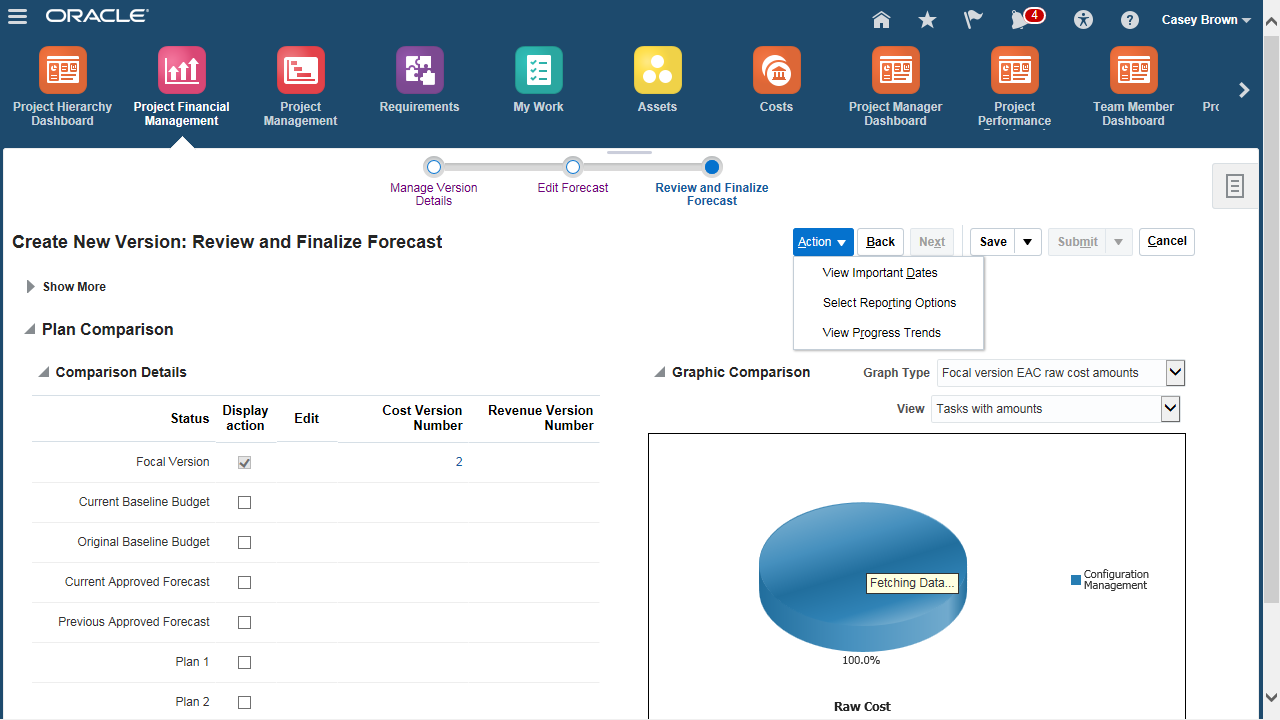 ORACLE
4
Casey Brown
Project Hierarchy
Dashboard
Project Financial
Management
Project
Management
Requirements
My Work
Assets
Costs
Project Manager
Dashboard
Project
Performance
Team Member
Dashboard
Manage Version
Details
Edit Forecast
Review and Finalize
Forecast
Create New Version: Review and Finalize Forecast
Action
Back
Next
Save
Submit
Cancel
View Important Dates
Select Reporting Options
View Progress Trends
Show More
Plan Comparison
Comparison Details
Status
Display
action
Edit
Cost Version
Number
Revenue Version
Number
Focal Version
2
Current Baseline Budget
Original Baseline Budget
Current Approved Forecast
Previous Approved Forecast
Plan 1
Plan 2
Graphic Comparison
Graph Type
Focal version EAC raw cost amounts
View
Tasks with amounts
Fetching Data...
Configuration
Management
100.0%
Raw Cost